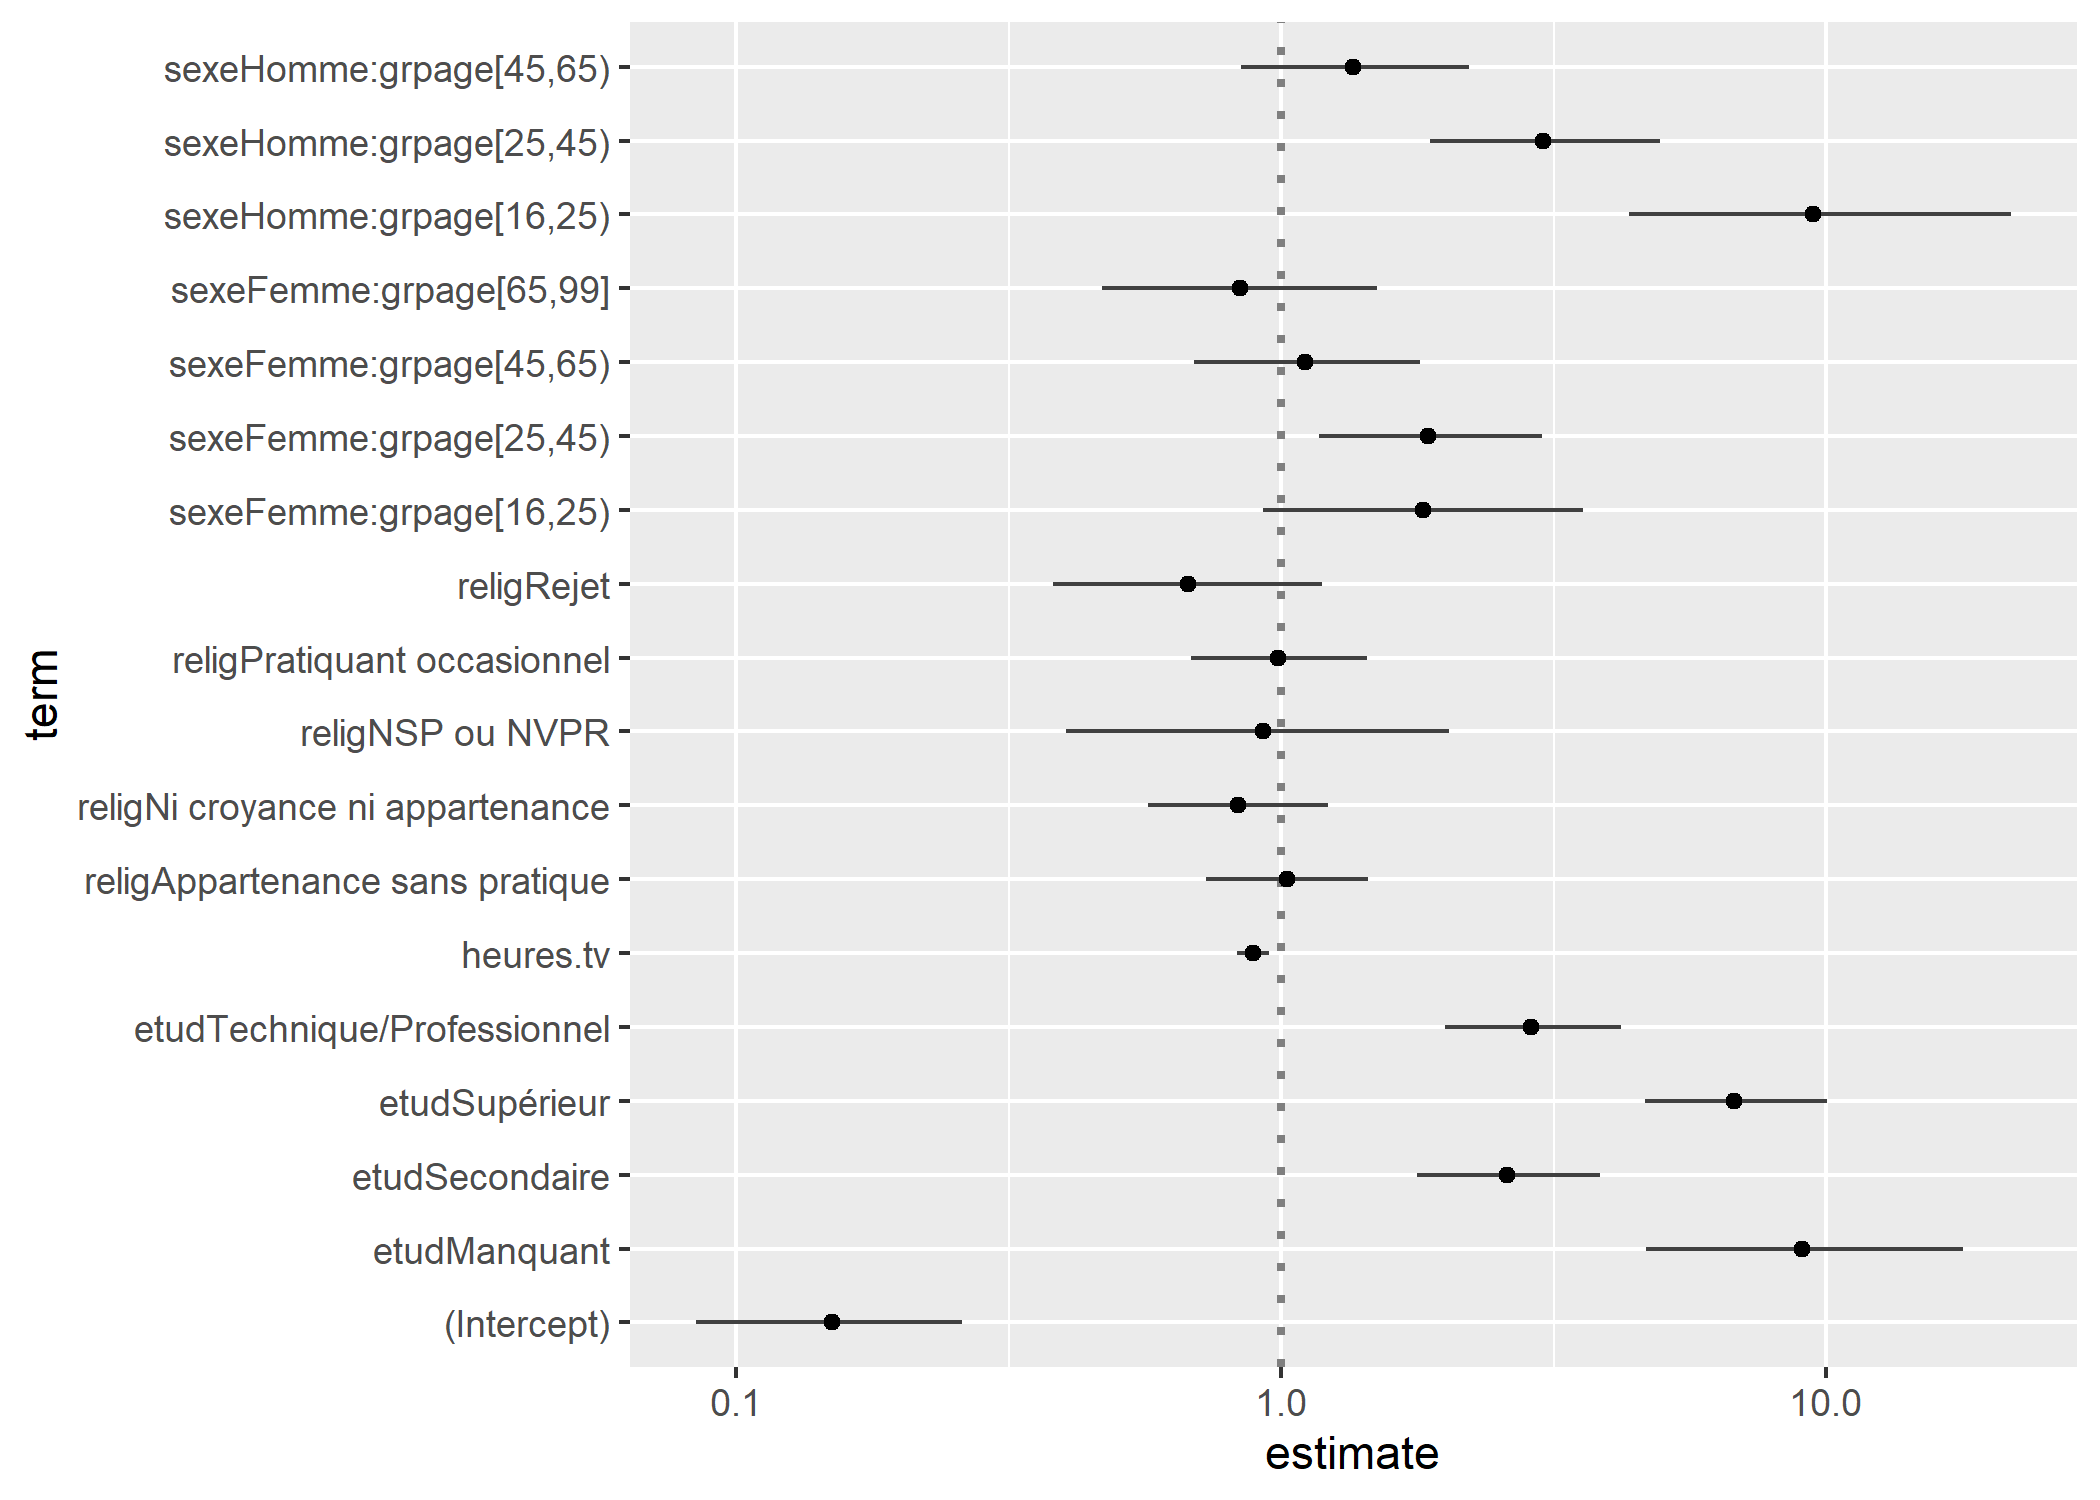 sexeHomme:grpage[45,65)
sexeHomme:grpage[25,45)
sexeHomme:grpage[16,25)
sexeFemme:grpage[65,99]
sexeFemme:grpage[45,65)
sexeFemme:grpage[25,45)
sexeFemme:grpage[16,25)
religRejet
religPratiquant occasionnel
religNSP ou NVPR
religNi croyance ni appartenance
religAppartenance sans pratique
heures.tv
etudTechnique/Professionnel
etudSupérieur
etudSecondaire
etudManquant
(Intercept)
term
0.1 1.0 10.0
estimate